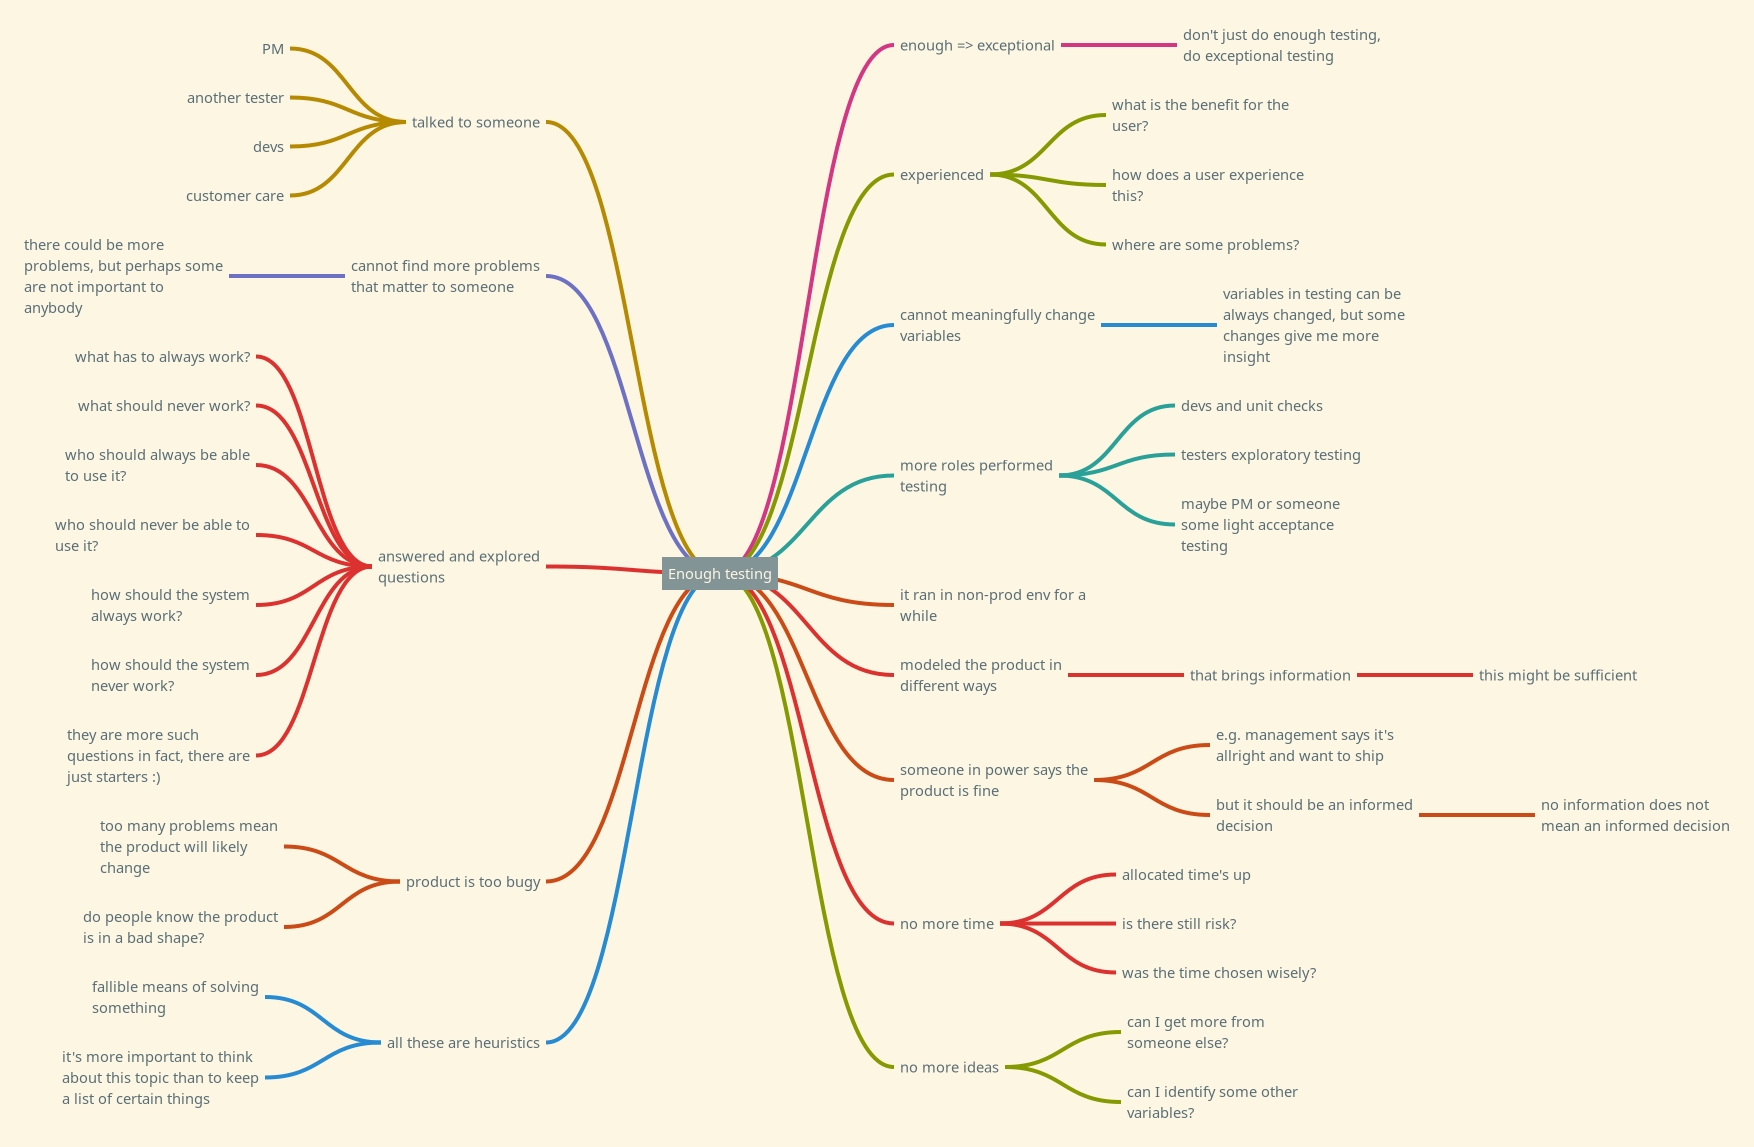 Enough testing
talked to someone
PM
another tester
devs
customer care
cannot find more problems
that matter to someone
there could be more
problems, but perhaps some
are not important to
anybody
answered and explored
questions
what has to always work?
what should never work?
who should always be able
to use it?
who should never be able to
use it?
how should the system
always work?
how should the system
never work?
they are more such
questions in fact, there are
just starters :)
product is too bugy
too many problems mean
the product will likely
change
do people know the product
is in a bad shape?
all these are heuristics
fallible means of solving
something
it's more important to think
about this topic than to keep
a list of certain things
enough => exceptional
don't just do enough testing,
do exceptional testing
experienced
what is the benefit for the
user?
how does a user experience
this?
where are some problems?
cannot meaningfully change
variables
variables in testing can be
always changed, but some
changes give me more
insight
more roles performed
testing
devs and unit checks
testers exploratory testing
maybe PM or someone
some light acceptance
testing
it ran in non-prod env for a
while
modeled the product in
different ways
that brings information
this might be sufficient
someone in power says the
product is fine
e.g. management says it's
allright and want to ship
but it should be an informed
decision
no information does not
mean an informed decision
no more time
allocated time's up
is there still risk?
was the time chosen wisely?
no more ideas
can I get more from
someone else?
can I identify some other
variables?